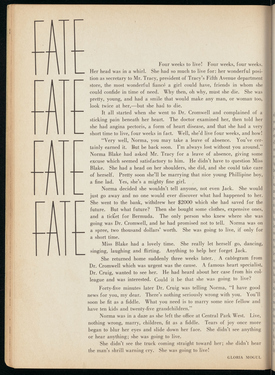 FATE
FATE
FATE
Four weeks to live! Four weeks, four weeks.
Her head was in a whirl. She had so much to live for: her wonderful posi-
tion as secretary to Mr. Tracy, president of Tracy's Fifth Avenue department
store, the most wonderful fiancé a girl could have, friends in whom she
could confide in time of need. Why then, oh why, must she die. She was
pretty, young, and had a smile that would make any man, or woman too,
look twice at her,—but she had to die.
It all started when she went to Dr. Cromwell and complained of a
sticking pain beneath her heart. The doctor examined her, then told her
she had angina pectoris, a form of heart disease, and that she had a very
short time to live, four weeks in fact. Well, she'd live four weeks, and how!
"Very well, Norma, you may take a leave of absence. You've cer-
tainly earned it. But be back soon. I'm always lost without you around."
Norma Blake had asked Mr. Tracy for a leave of absence, giving some
excuse which seemed satisfactory to him. He didn't have to question Miss
Blake. She had a head on her shoulders, she did, and she could take care
of herself. Pretty soon she'll be marrying that nice young Phillipse boy,
a fine lad. Yes, she's a mighty fine girl.
Norma decided she wouldn't tell anyone, not even Jack. She would
just go away and no one would ever discover what had happened to her.
She went to the bank, withdrew her $2000 which she had saved for the
future. But what future? Then she bought some clothes, expensive ones,
and a ticket for Bermuda. The only person who knew where she was
going was Dr. Cromwell, and he had promised not to tell. Norma was on
a spree, two thousand dollars' worth. She was going to live, if only for
a short time.
Miss Blake had a lovely time. She really let herself go, dancing,
singing, laughing and flirting. Anything to help her forget Jack.
She returned home suddenly three weeks later. A radiogram from
Dr. Cromwell which was urgent was the cause. A famous heart specialist,
Dr. Craig, wanted to see her. He had heard about her case from his col-
league and was interested. Could it be that she was going to live?
Forty-five minutes later Dr. Craig was telling Norma, "I have good
news for you, my dear. There's nothing seriously wrong with you. You'll
soon be fit as a fiddle. What you need is to marry some nice fellow and
have ten kids and twenty-five grandchildren."
Norma was in a daze as she left the office at Central Park West. Live,
nothing wrong, marry, children, fit as a fiddle. Tears of joy once more
began to blur her eyes and slide down her face. She didn't see anything
or hear anything; she was going to live.
She didn't see the truck coming straight toward her; she didn't hear
the man's shrill warning cry. She was going to live!
GLORIA